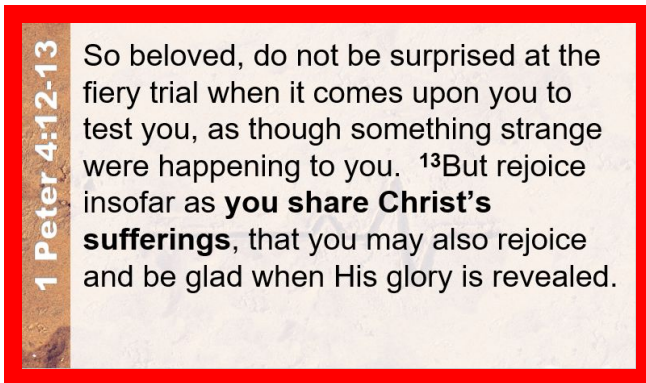 1 Peter 4:12-13
So beloved, do not be surprised at the
fiery trial when it comes upon you to
test you, as though something strange
were happening to you. ¹³But rejoice
insofar as you share Christ’s
sufferings, that you may also rejoice
and be glad when His glory is revealed.